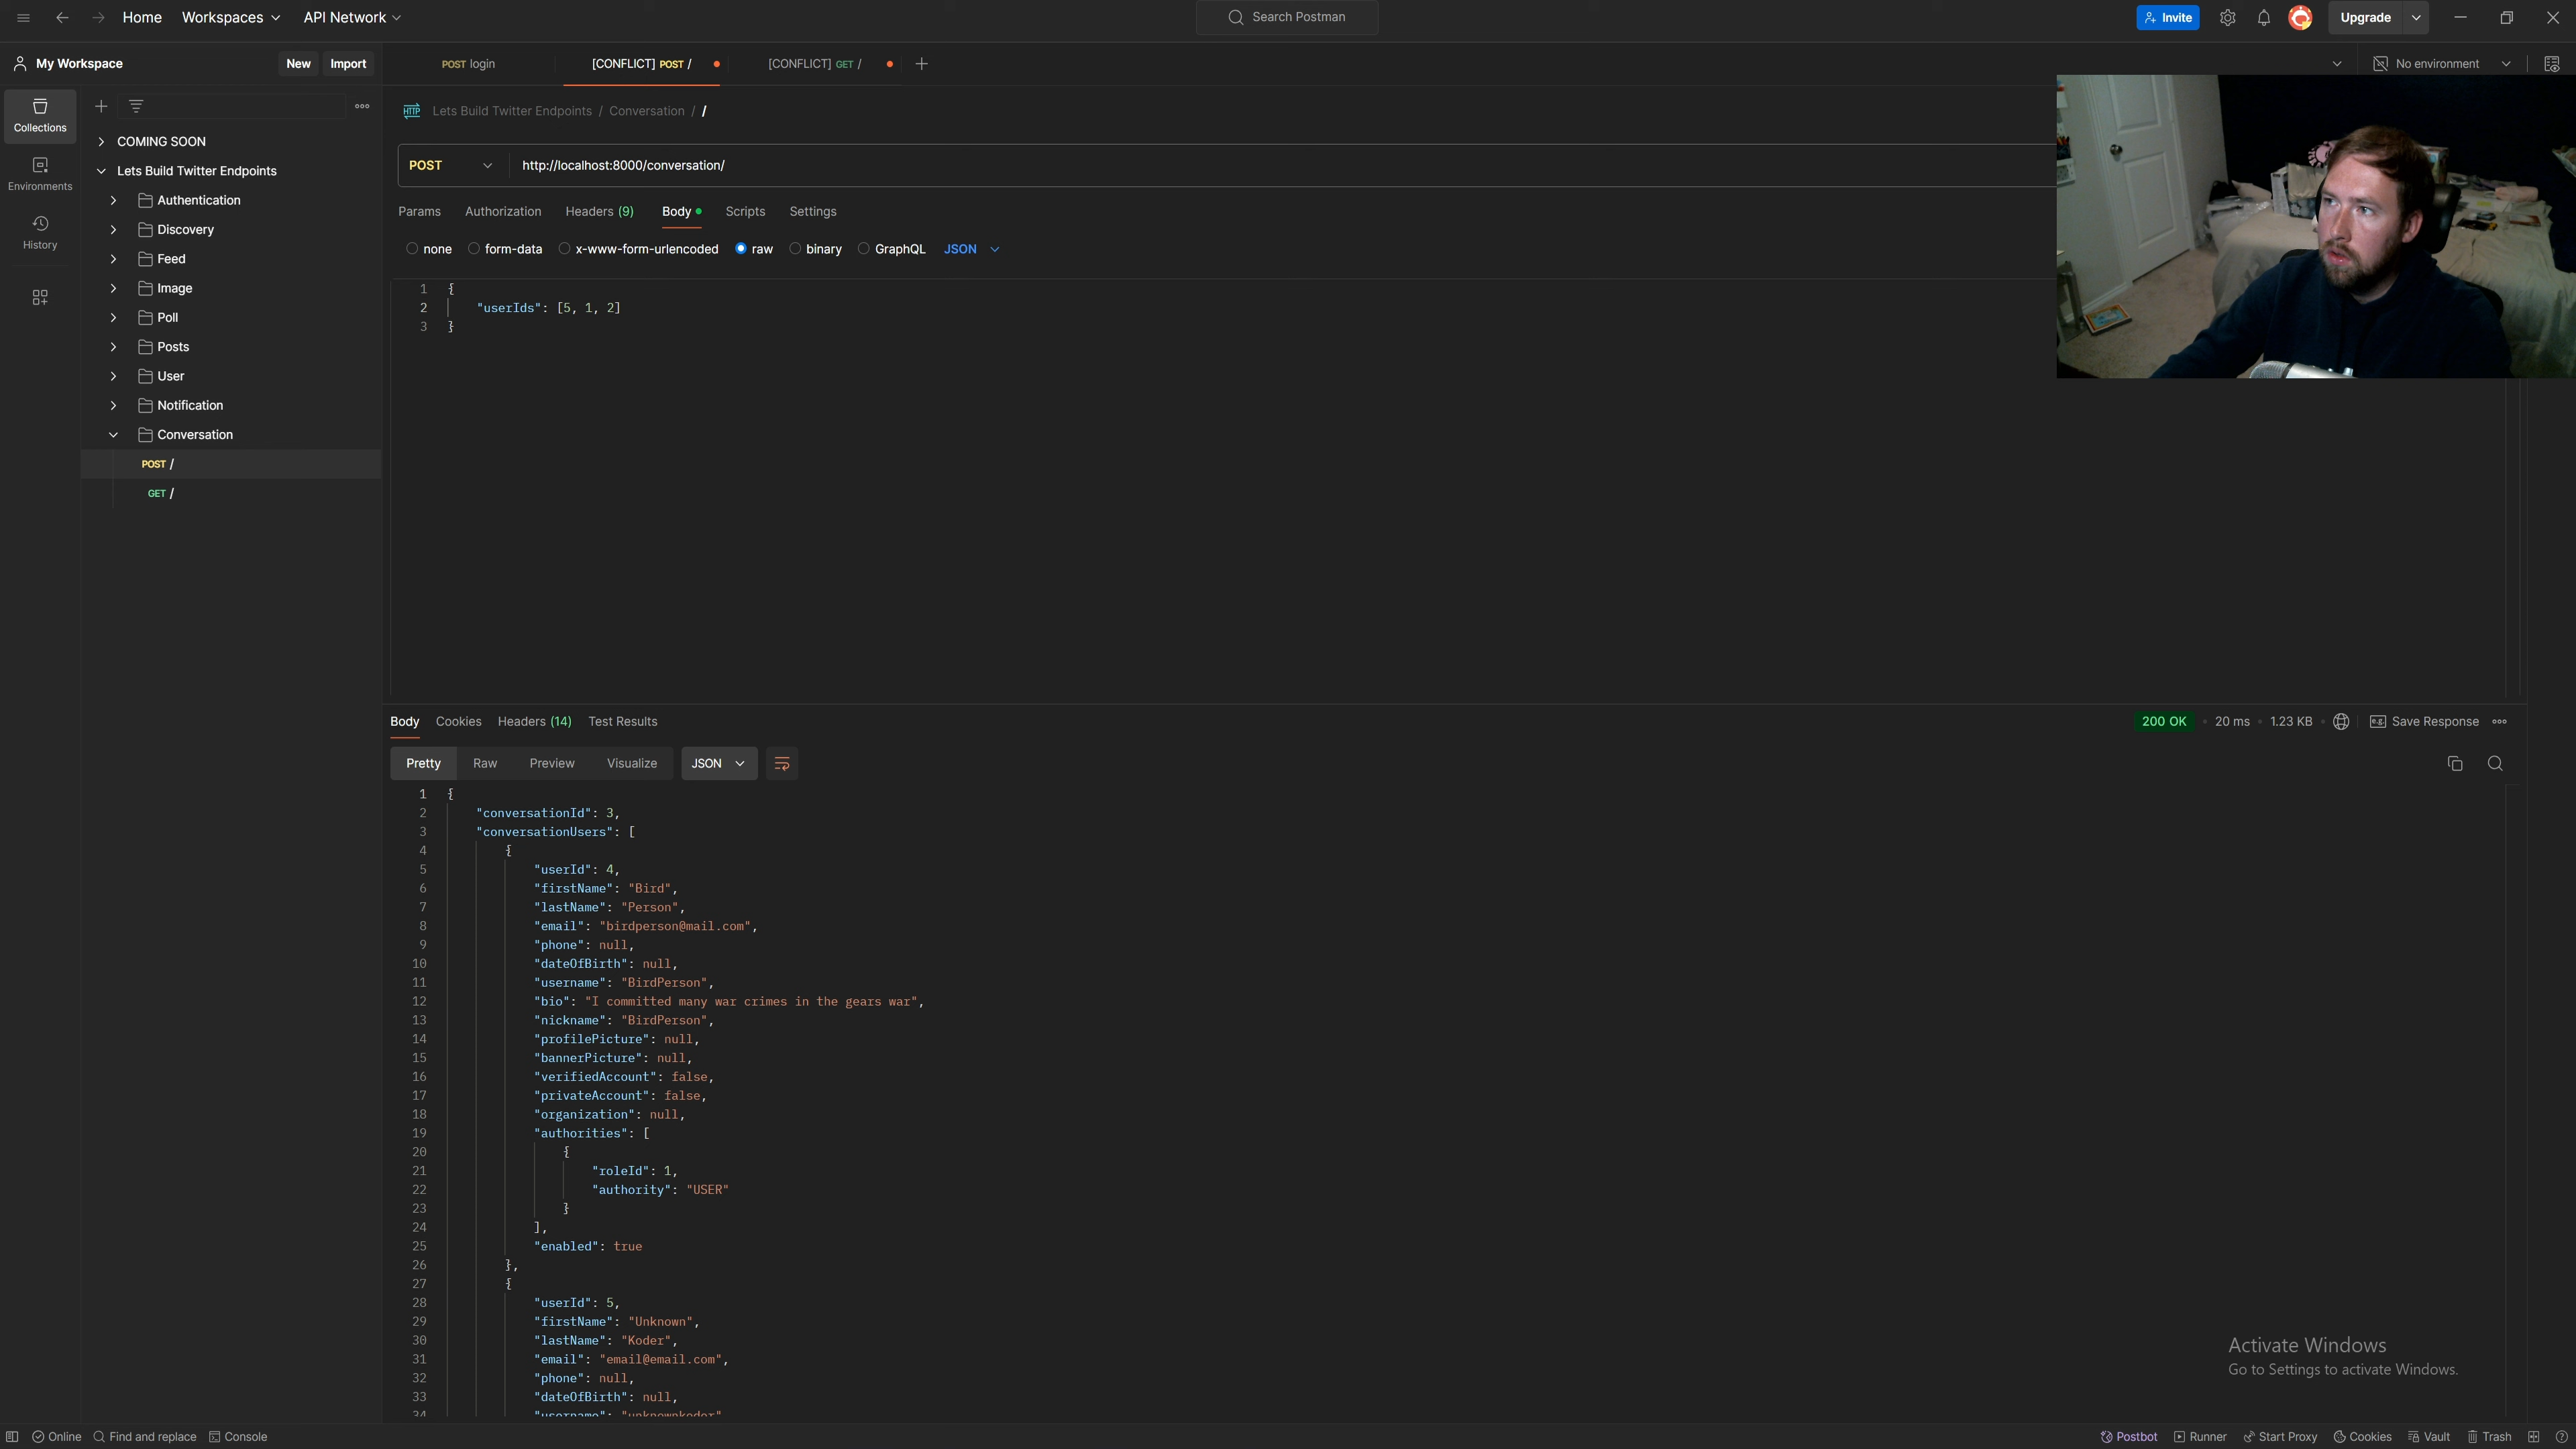 Home Workspaces API Network Search Postman Invite Upgrade
My Workspace New Import POST login [CONFLICT] POST / [CONFLICT] GET / No environment
Collections
Environments
History
COMING SOON
Lets Build Twitter Endpoints
Authentication
Discovery
Feed
Image
Poll
Posts
User
Notification
Conversation
POST /
GET /
HTTP Lets Build Twitter Endpoints / Conversation / /
POST http://localhost:8000/conversation/
Params Authorization Headers (9) Body Scripts Settings
none form-data x-www-form-urlencoded raw binary GraphQL JSON
1 {
2 "userIds": [5, 1, 2]
3 }
Body Cookies Headers (14) Test Results 200 OK 20 ms 1.23 KB e.g. Save Response
Pretty Raw Preview Visualize JSON
1 {
2 "conversationId": 3,
3 "conversationUsers": [
4 {
5 "userId": 4,
6 "firstName": "Bird",
7 "lastName": "Person",
8 "email": "birdperson@mail.com",
9 "phone": null,
10 "dateOfBirth": null,
11 "username": "BirdPerson",
12 "bio": "I committed many war crimes in the gears war",
13 "nickname": "BirdPerson",
14 "profilePicture": null,
15 "bannerPicture": null,
16 "verifiedAccount": false,
17 "privateAccount": false,
18 "organization": null,
19 "authorities": [
20 {
21 "roleId": 1,
22 "authority": "USER"
23 }
24 ],
25 "enabled": true
26 },
27 {
28 "userId": 5,
29 "firstName": "Unknown",
30 "lastName": "Koder",
31 "email": "email@email.com",
32 "phone": null,
33 "dateOfBirth": null,
34 "username": "unknownkoder"
Activate Windows
Go to Settings to activate Windows.
Online Find and replace Console Postbot Runner Start Proxy Cookies Vault Trash